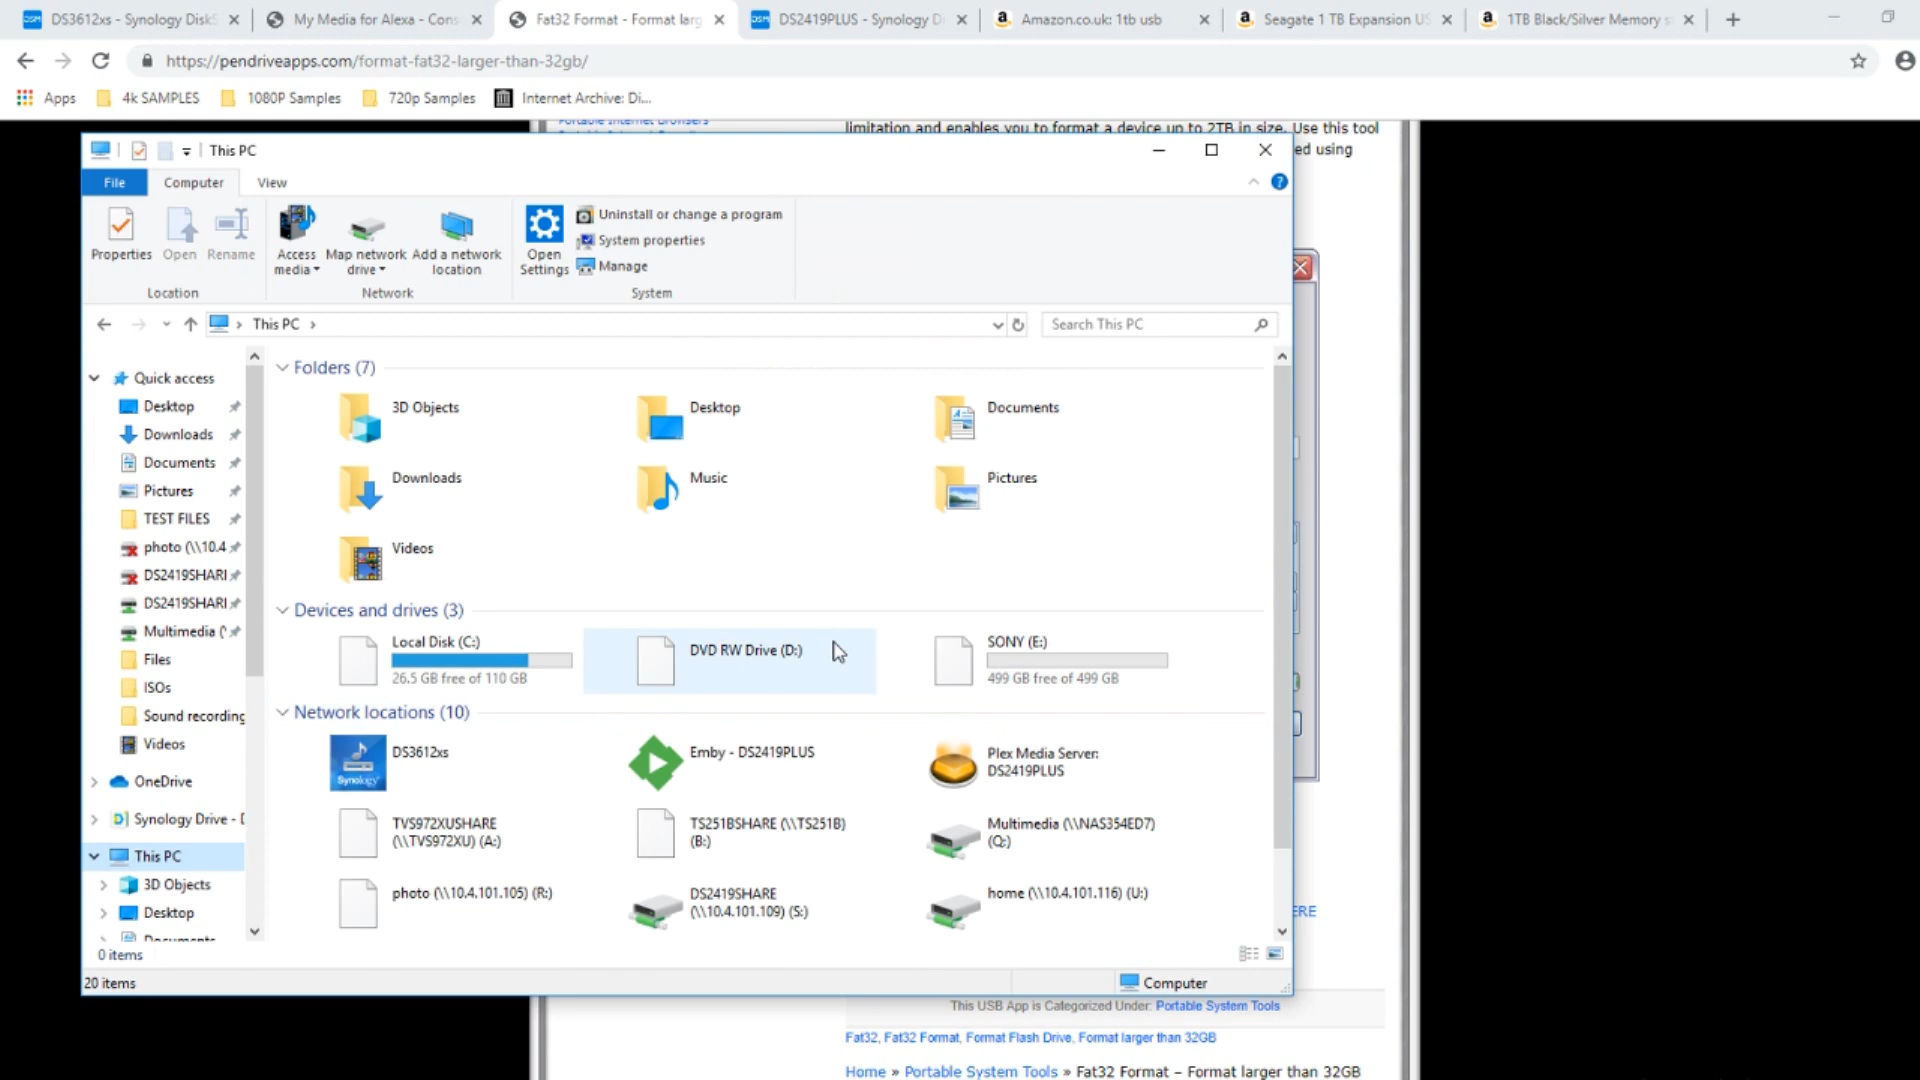 DS3612xs - Synology DiskS
My Media for Alexa - Cons
Fat32 Format - Format larg
DS2419PLUS - Synology D
Amazon.co.uk: 1tb usb
Seagate 1 TB Expansion US
1TB Black/Silver Memory s
https://pendriveapps.com/format-fat32-larger-than-32gb/
Apps
4k SAMPLES
1080P Samples
720p Samples
Internet Archive: Di...
limitation and enables you to format a device up to 2TB in size. Use this tool
ed using
This PC
File
Computer
View
Properties
Open
Rename
Location
Access media
Map network drive
Add a network location
Network
Open Settings
Uninstall or change a program
System properties
Manage
System
This PC
Search This PC
Quick access
Desktop
Downloads
Documents
Pictures
TEST FILES
photo (\\10.4
DS2419SHARI
DS2419SHARI
Multimedia ('
Files
ISOs
Sound recording
Videos
OneDrive
Synology Drive - D
This PC
3D Objects
Desktop
Documents
Folders (7)
3D Objects
Desktop
Documents
Downloads
Music
Pictures
Videos
Devices and drives (3)
Local Disk (C:)
26.5 GB free of 110 GB
DVD RW Drive (D:)
SONY (E:)
499 GB free of 499 GB
Network locations (10)
Synology
DS3612xs
Emby - DS2419PLUS
Plex Media Server:
DS2419PLUS
TVS972XUSHARE
(\\TVS972XU) (A:)
TS251BSHARE (\\TS251B)
(B:)
Multimedia (\\NAS354ED7)
(Q:)
photo (\\10.4.101.105) (R:)
DS2419SHARE
(\\10.4.101.109) (S:)
home (\\10.4.101.116) (U:)
0 items
20 items
Computer
ERE
This USB App is Categorized Under: Portable System Tools
Fat32, Fat32 Format, Format Flash Drive, Format larger than 32GB
Home » Portable System Tools » Fat32 Format – Format larger than 32GB